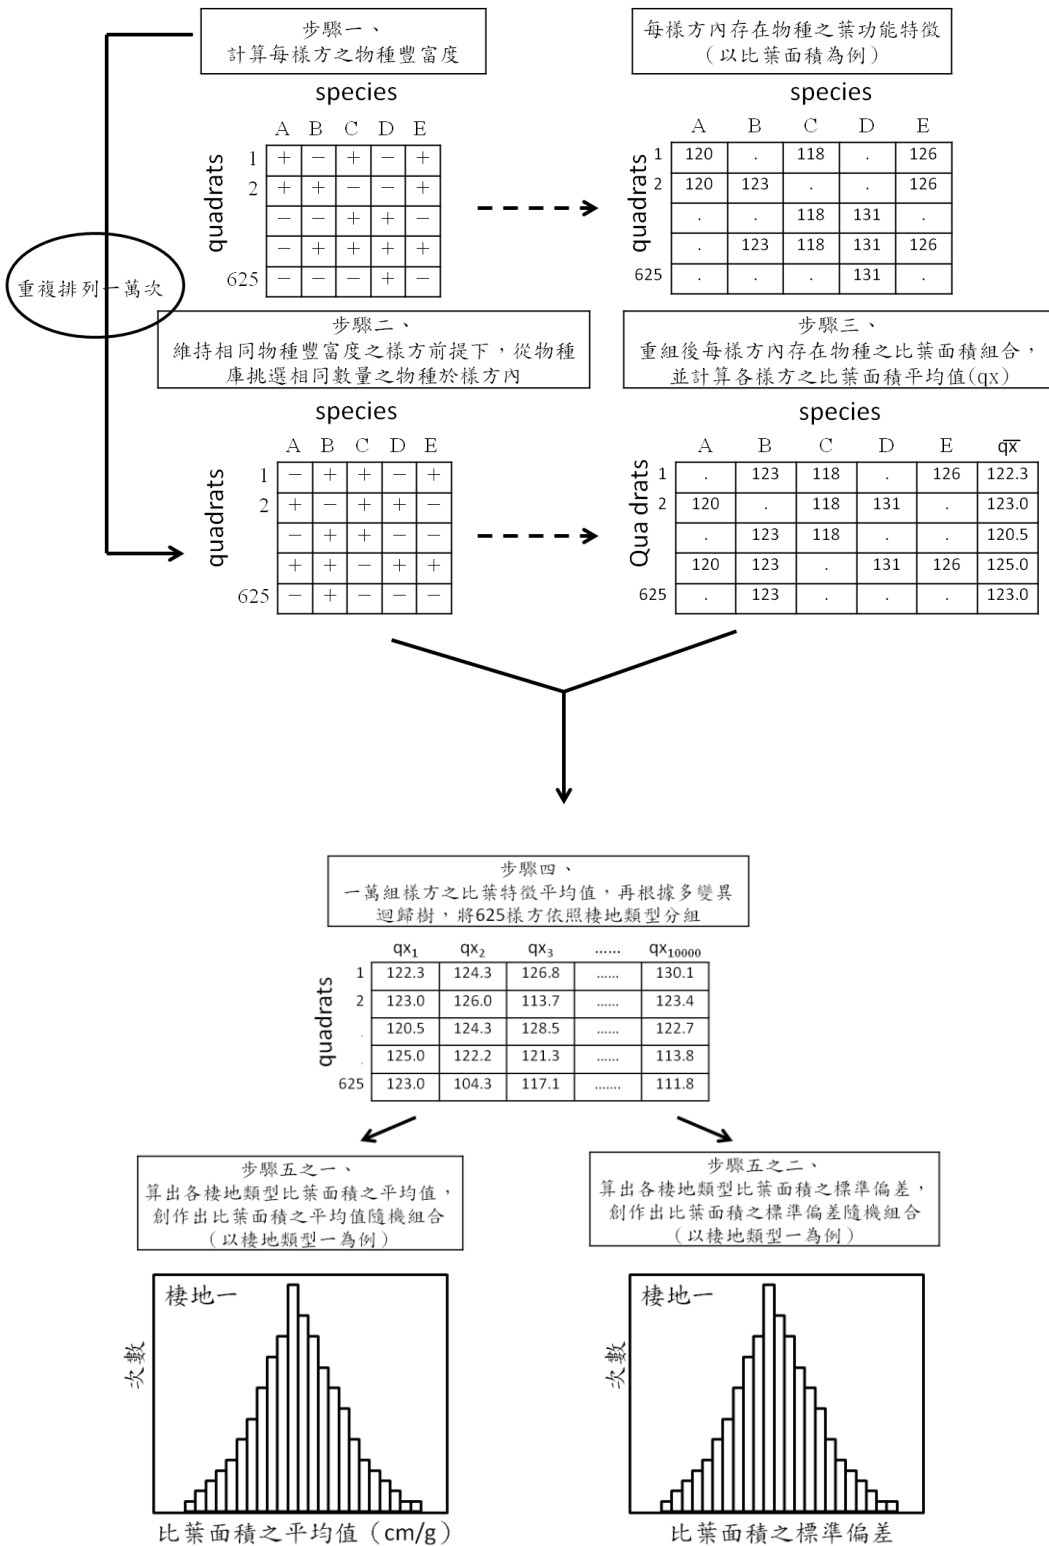 步驟一、
計算每樣方之物種豐富度
每樣方內存在物種之葉功能特徵
（以比葉面積為例）
species
A B C D E
quadrats
1 + − + − +
2 + + − − +
− − + + −
− + + + +
625 − − − + −
species
A B C D E
quadrats
1 120 . 118 . 126
2 120 123 . . 126
. . 118 131 .
. 123 118 131 126
625 . . . 131 .
重複排列一萬次
步驟二、
維持相同物種豐富度之樣方前提下，從物種
庫挑選相同數量之物種於樣方內
步驟三、
重組後每樣方內存在物種之比葉面積組合，
並計算各樣方之比葉面積平均值(qx)
species
A B C D E
quadrats
1 − + + − +
2 + − + + −
− + + − −
+ + − + +
625 − + − − −
species
A B C D E q̅x̅
Qua drats
1 . 123 118 . 126 122.3
2 120 . 118 131 . 123.0
. 123 118 . . 120.5
120 123 . 131 126 125.0
625 . 123 . . . 123.0
步驟四、
一萬組樣方之比葉特徵平均值，再根據多變異
迴歸樹，將625樣方依照棲地類型分組
qx₁ qx₂ qx₃ …… qx₁₀₀₀₀
quadrats
1 122.3 124.3 126.8 …… 130.1
2 123.0 126.0 113.7 …… 123.4
. 120.5 124.3 128.5 …… 122.7
. 125.0 122.2 121.3 …… 113.8
625 123.0 104.3 117.1 ……. 111.8
步驟五之一、
算出各棲地類型比葉面積之平均值，
創作出比葉面積之平均值隨機組合
（以棲地類型一為例）
步驟五之二、
算出各棲地類型比葉面積之標準偏差，
創作出比葉面積之標準偏差隨機組合
（以棲地類型一為例）
棲地一
次數
比葉面積之平均值（cm/g）
棲地一
次數
比葉面積之標準偏差